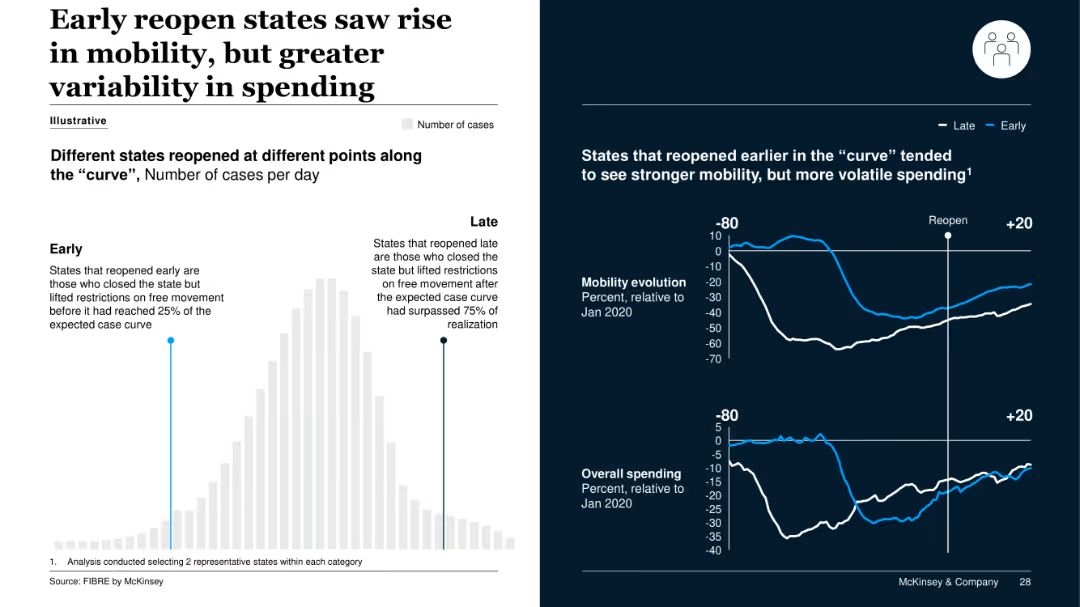 Early reopen states saw rise
in mobility, but greater
variability in spending
Illustrative
Number of cases
Different states reopened at different points along
the “curve”, Number of cases per day
Early
States that reopened early are
those who closed the state but
lifted restrictions on free movement
before it had reached 25% of the
expected case curve
Late
States that reopened late
are those who closed the
state but lifted restrictions
on free movement after
the expected case curve
had surpassed 75% of
realization
1. Analysis conducted selecting 2 representative states within each category
Source: FIBRE by McKinsey
Late Early
States that reopened earlier in the “curve” tended
to see stronger mobility, but more volatile spending1
-80 Reopen +20
Mobility evolution
Percent, relative to
Jan 2020
10
0
-10
-20
-30
-40
-50
-60
-70
-80 +20
Overall spending
Percent, relative to
Jan 2020
5
0
-5
-10
-15
-20
-25
-30
-35
-40
McKinsey & Company 28